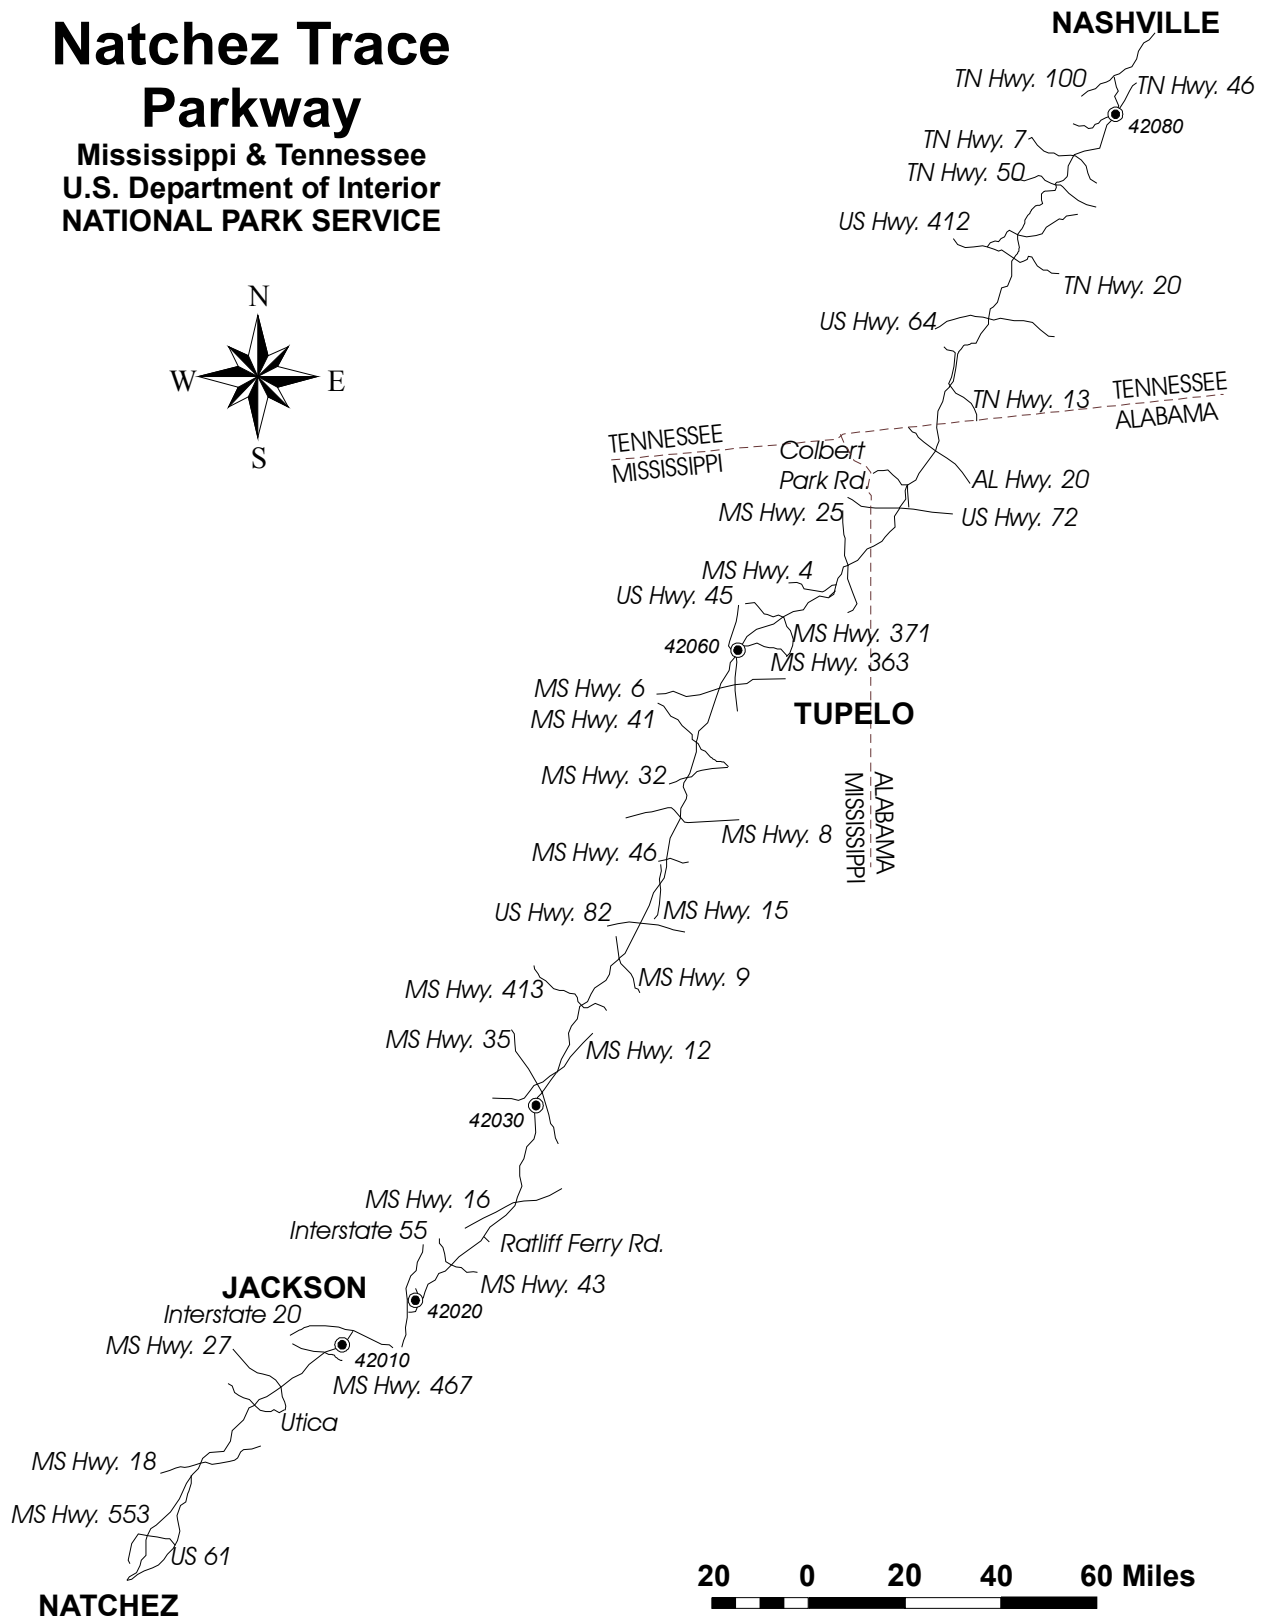 Natchez Trace
Parkway
Mississippi & Tennessee
U.S. Department of Interior
NATIONAL PARK SERVICE
N
W
E
S
NASHVILLE
TN Hwy. 100
TN Hwy. 46
42080
TN Hwy. 7
TN Hwy. 50
US Hwy. 412
TN Hwy. 20
US Hwy. 64
TN Hwy. 13
TENNESSEE
ALABAMA
TENNESSEE
MISSISSIPPI
Colbert
Park Rd.
AL Hwy. 20
MS Hwy. 25
US Hwy. 72
MS Hwy. 4
US Hwy. 45
MS Hwy. 371
42060
MS Hwy. 363
MS Hwy. 6
TUPELO
MS Hwy. 41
MS Hwy. 32
ALABAMA
MISSISSIPPI
MS Hwy. 8
MS Hwy. 46
US Hwy. 82
MS Hwy. 15
MS Hwy. 9
MS Hwy. 413
MS Hwy. 35
MS Hwy. 12
42030
MS Hwy. 16
Interstate 55
Ratliff Ferry Rd.
JACKSON
MS Hwy. 43
Interstate 20
42020
MS Hwy. 27
42010
MS Hwy. 467
Utica
MS Hwy. 18
MS Hwy. 553
US 61
NATCHEZ
20 0 20 40 60 Miles